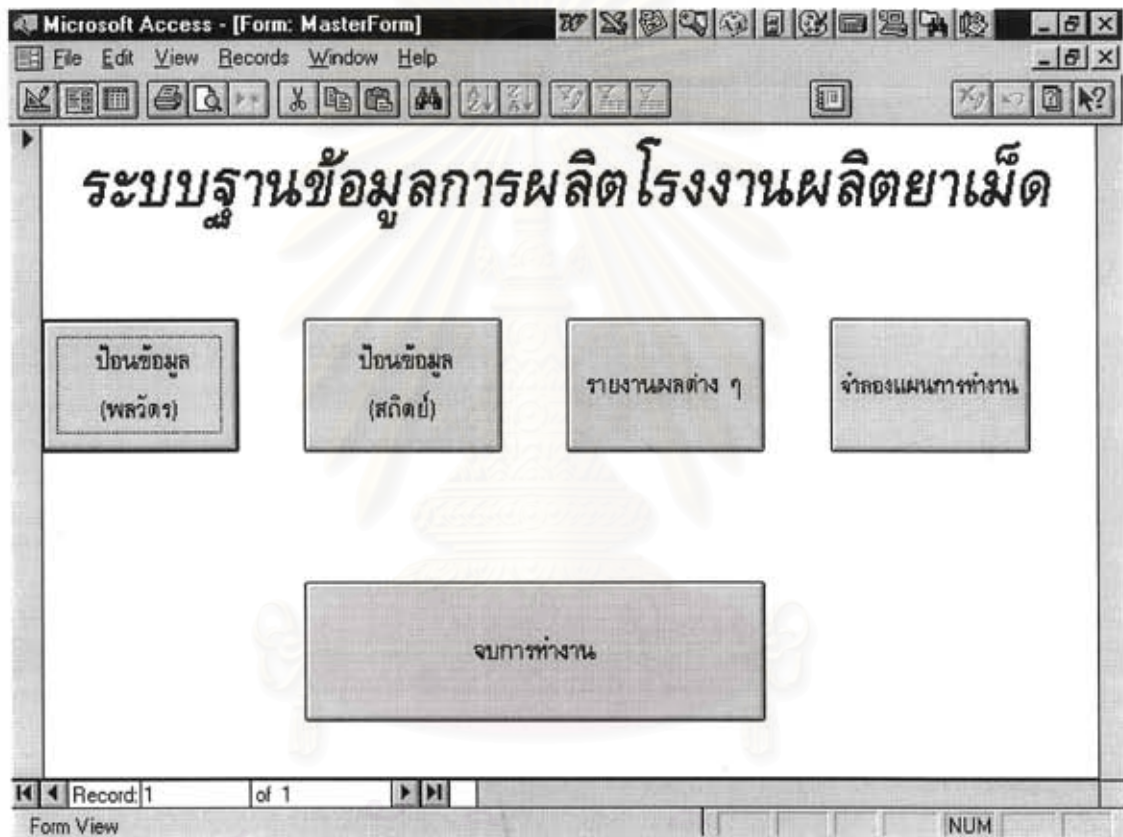 Microsoft Access - [Form: MasterForm]
File Edit View Records Window Help
ระบบฐานข้อมูลการผลิตโรงงานผลิตยาเม็ด
ป้อนข้อมูล
(พลวัตร)
ป้อนข้อมูล
(สถิตย์)
รายงานผลต่าง ๆ
จำลองแผนการทำงาน
จบการทำงาน
Record: 1 of 1
Form View NUM